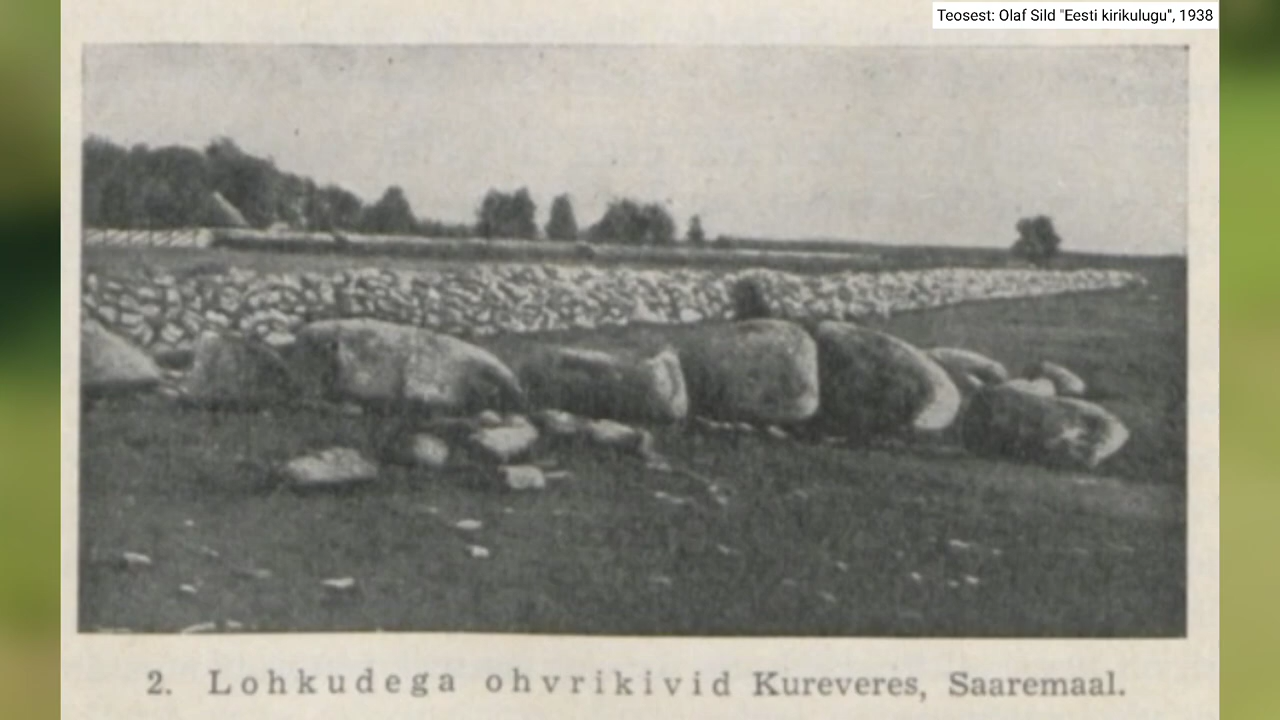 Teosest: Olaf Sild "Eesti kirikulugu", 1938
2. Lohkudega ohvrikivid Kureveres, Saaremaal.